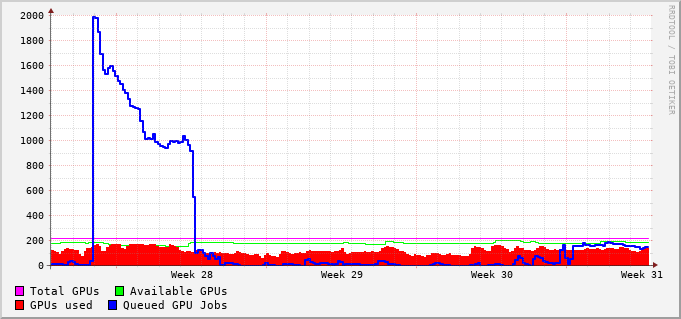 RRDTOOL / TOBI OETIKER
2000
1800
1600
1400
1200
1000
800
600
400
200
0
Week 28 Week 29 Week 30 Week 31
Total GPUs Available GPUs
GPUs used Queued GPU Jobs